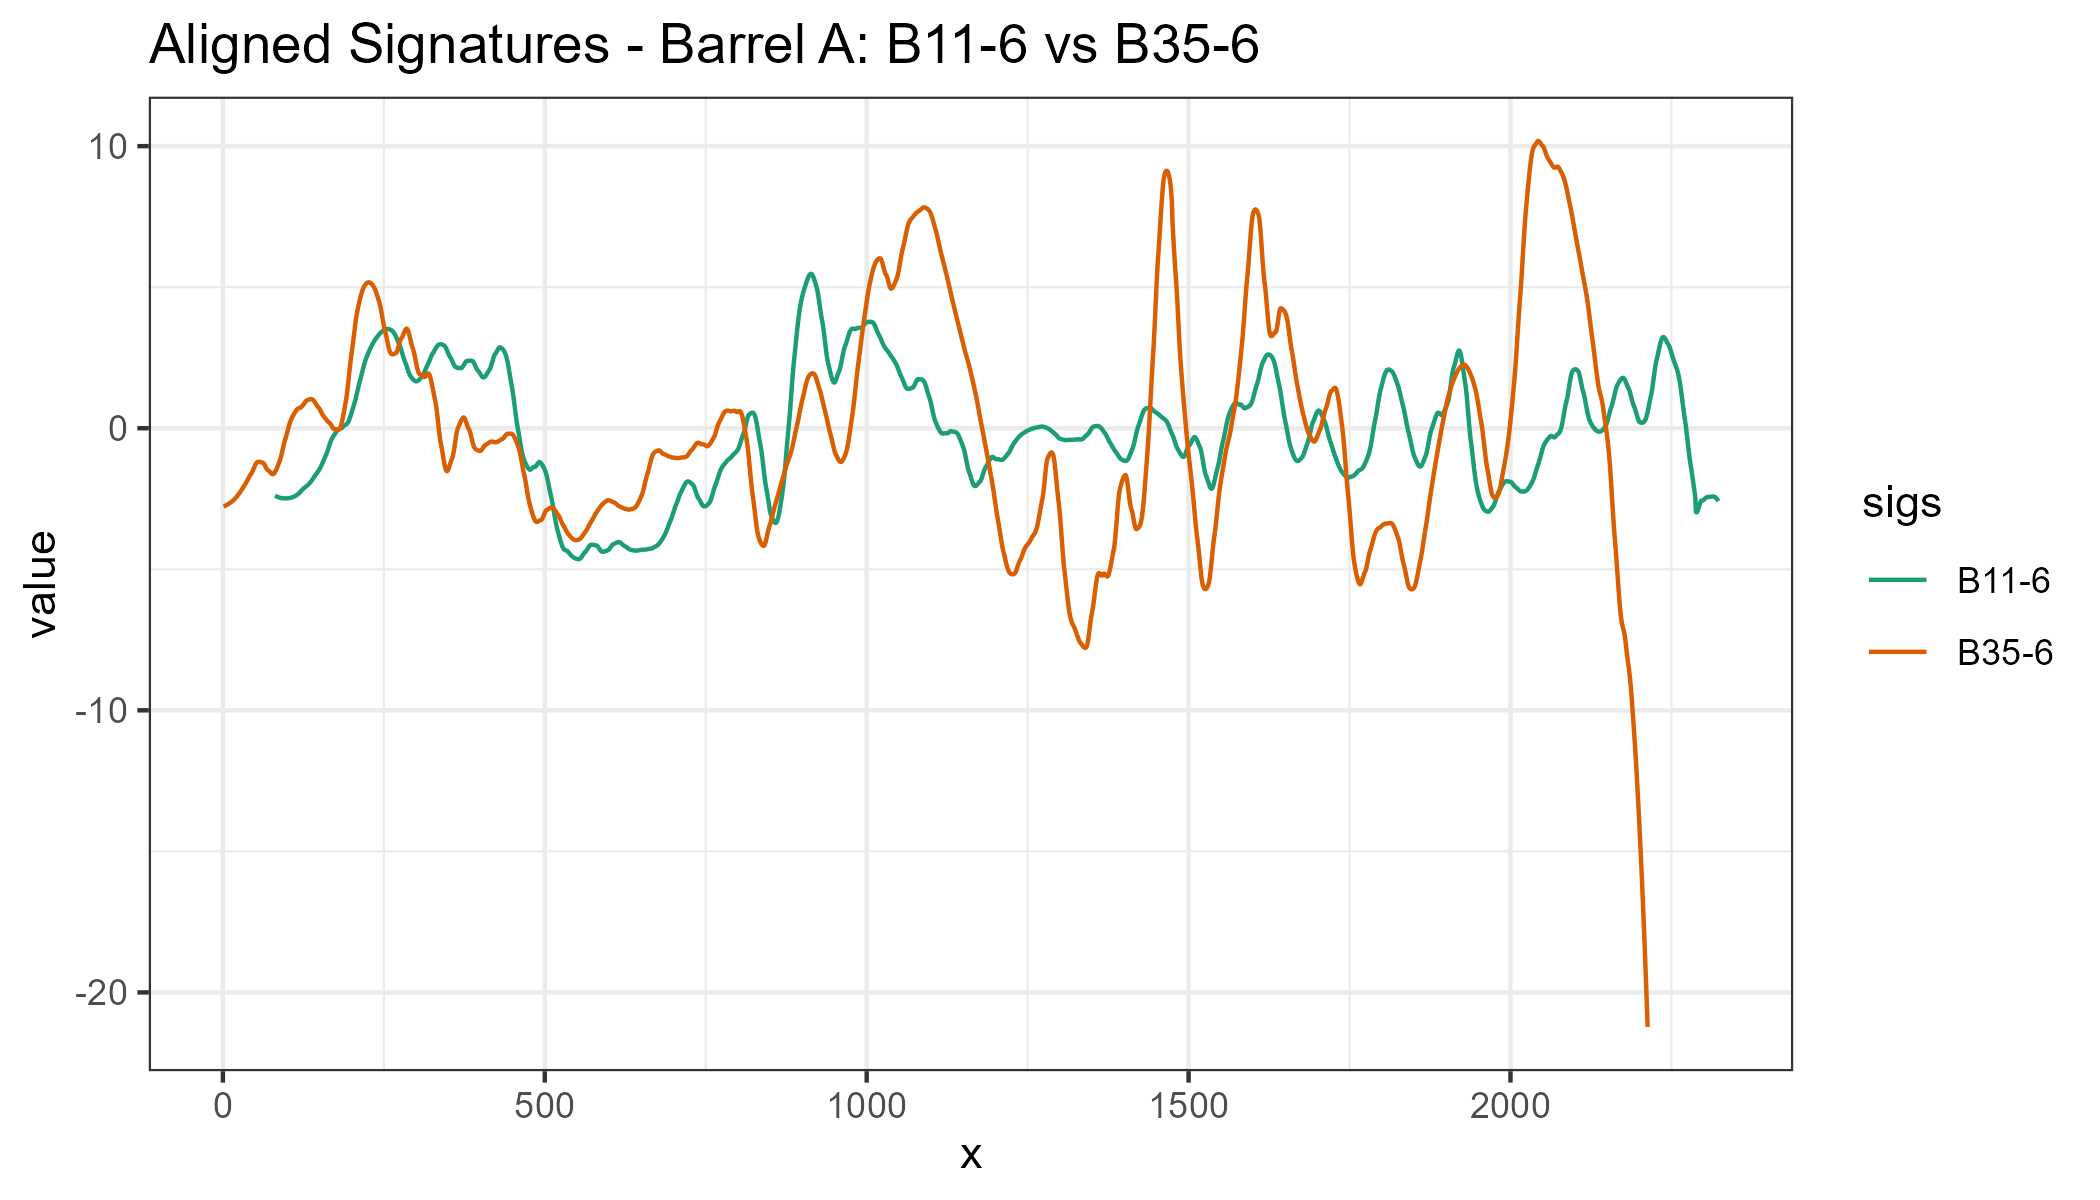 Aligned Signatures - Barrel A: B11-6 vs B35-6
10
0
-10
-20
value
0 500 1000 1500 2000
x
sigs
B11-6
B35-6